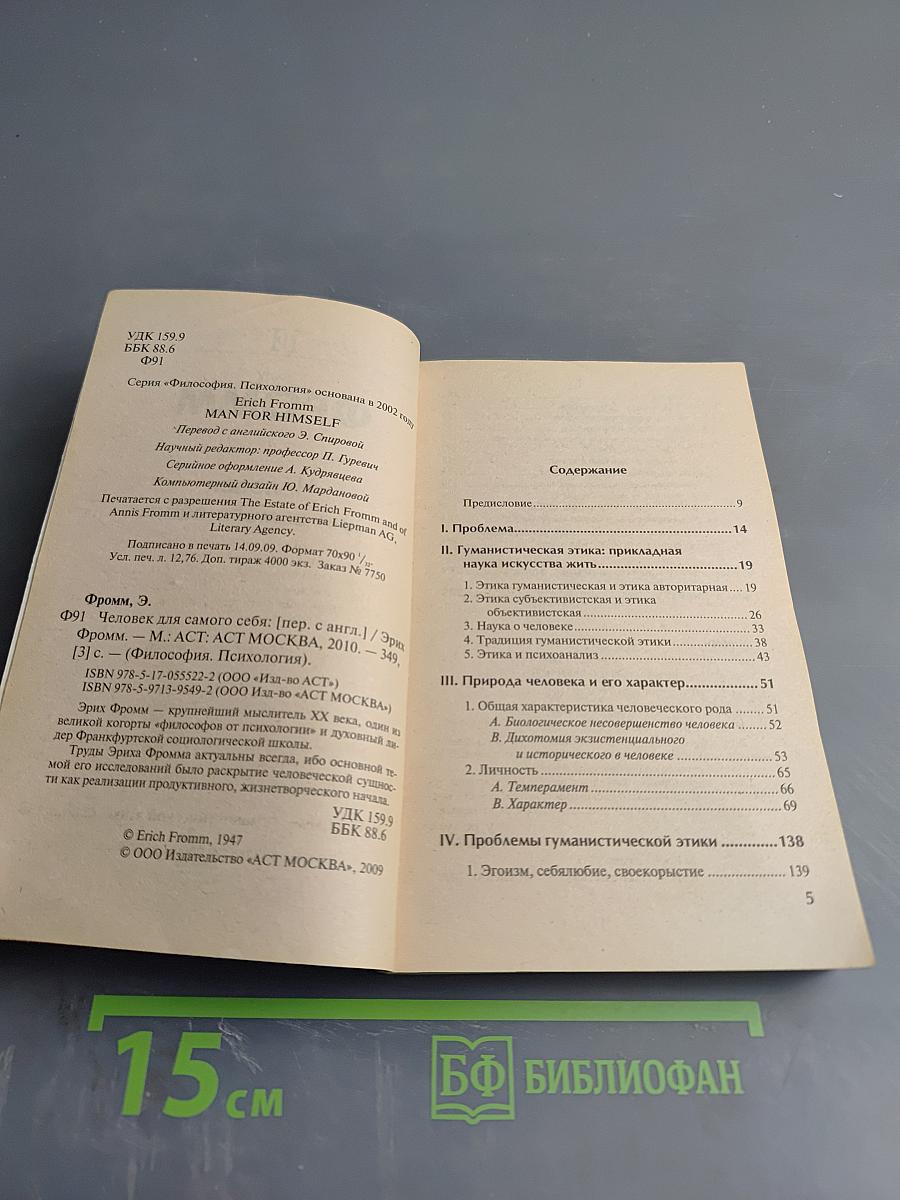 УДК 159.9
ББК 88.6
Ф91
Серия «Философия. Психология» основана в 2002 году
Erich Fromm
MAN FOR HIMSELF
Перевод с английского Э. Спировой
Научный редактор: профессор П. Гуревич
Серийное оформление А. Кудрявцева
Компьютерный дизайн Ю. Мардановой
Печатается с разрешения The Estate of Erich Fromm and of
Annis Fromm и литературного агентства Liepman AG,
Literary Agency.
Подписано в печать 14.09.09. Формат 70х90 1/32.
Усл. печ. л. 12,76. Доп. тираж 4000 экз. Заказ № 7750
Фромм, Э.
Ф91 Человек для самого себя: [пер. с англ.] / Эрих
Фромм. — М.: АСТ: АСТ МОСКВА, 2010. — 349,
[3] с. — (Философия. Психология).
ISBN 978-5-17-055522-2 (ООО «Изд-во АСТ»)
ISBN 978-5-9713-9549-2 (ООО Изд-во «АСТ МОСКВА»)
Эрих Фромм — крупнейший мыслитель XX века, один из
великой когорты «философов от психологии» и духовный ли-
дер Франкфуртской социологической школы.
Труды Эриха Фромма актуальны всегда, ибо основной те-
мой его исследований было раскрытие человеческой сущнос-
ти как реализации продуктивного, жизнетворческого начала.
УДК 159.9
ББК 88.6
© Erich Fromm, 1947
© ООО Издательство «АСТ МОСКВА», 2009
Содержание
Предисловие 9
I. Проблема 14
II. Гуманистическая этика: прикладная
наука искусства жить 19
1. Этика гуманистическая и этика авторитарная 19
2. Этика субъективистская и этика
объективистская 26
3. Наука о человеке 33
4. Традиция гуманистической этики 38
5. Этика и психоанализ 43
III. Природа человека и его характер 51
1. Общая характеристика человеческого рода 51
А. Биологическое несовершенство человека 52
В. Дихотомия экзистенциального
и исторического в человеке 53
2. Личность 65
А. Темперамент 66
В. Характер 69
IV. Проблемы гуманистической этики 138
1. Эгоизм, себялюбие, своекорыстие 139
5
15 см
БФ БИБЛИОФАН